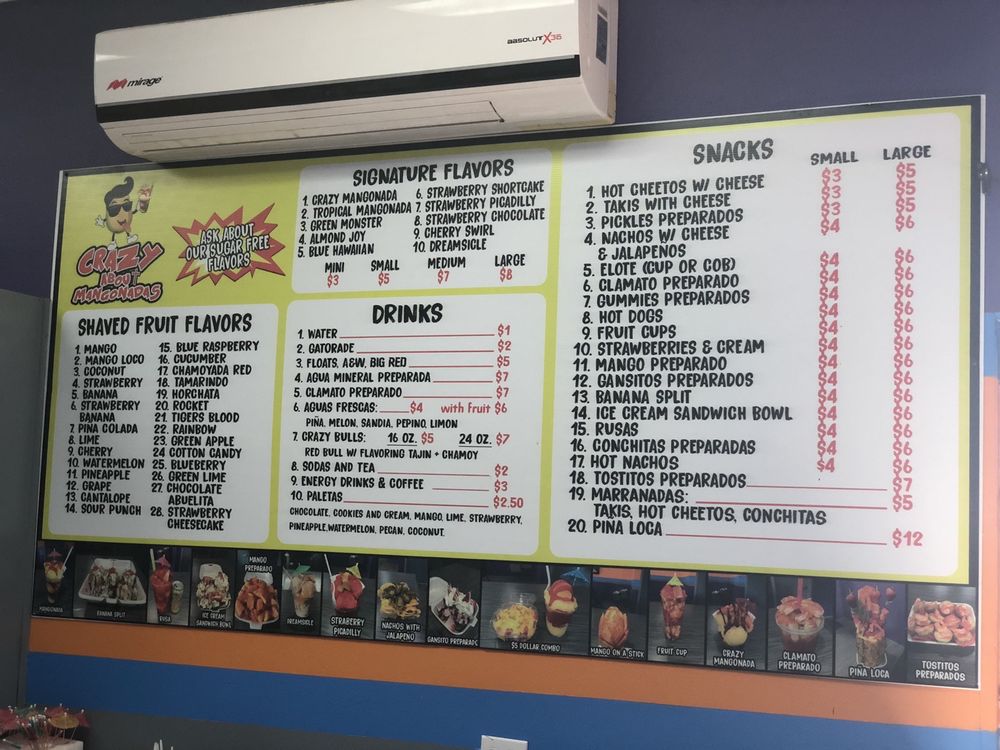 mirage
aBSOLUT X3S
CRAZY
ABOUT
MANGONADAS
ASK ABOUT
OUR SUGAR FREE
FLAVORS
SIGNATURE FLAVORS
1. CRAZY MANGONADA
2. TROPICAL MANGONADA
3. GREEN MONSTER
4. ALMOND JOY
5. BLUE HAWAIIAN
6. STRAWBERRY SHORTCAKE
7. STRAWBERRY PICADILLY
8. STRAWBERRY CHOCOLATE
9. CHERRY SWIRL
10. DREAMSICLE
MINI SMALL MEDIUM LARGE
$3 $5 $7 $8
SHAVED FRUIT FLAVORS
1. MANGO
2. MANGO LOCO
3. COCONUT
4. STRAWBERRY
5. BANANA
6. STRAWBERRY
BANANA
7. PIÑA COLADA
8. LIME
9. CHERRY
10. WATERMELON
11. PINEAPPLE
12. GRAPE
13. CANTALOPE
14. SOUR PUNCH
15. BLUE RASPBERRY
16. CUCUMBER
17. CHAMOYADA RED
18. TAMARINDO
19. HORCHATA
20. ROCKET
21. TIGERS BLOOD
22. RAINBOW
23. GREEN APPLE
24 COTTON CANDY
25. BLUEBERRY
26. GREEN LIME
27. CHOCOLATE
ABUELITA
28. STRAWBERRY
CHEESECAKE
DRINKS
1. WATER $1
2. GATORADE $2
3. FLOATS, A&W, BIG RED $5
4. AGUA MINERAL PREPARADA $7
5. CLAMATO PREPARADO $7
6. AGUAS FRESCAS: $4 with fruit $6
PIÑA, MELON, SANDIA, PEPINO, LIMON
7. CRAZY BULLS: 16 OZ. $5 24 OZ. $7
RED BULL W/ FLAVORING TAJIN + CHAMOY
8. SODAS AND TEA $2
9. ENERGY DRINKS & COFFEE $3
10. PALETAS $2.50
CHOCOLATE, COOKIES AND CREAM, MANGO, LIME, STRAWBERRY,
PINEAPPLE, WATERMELON, PECAN, COCONUT.
SNACKS SMALL LARGE
1. HOT CHEETOS W/ CHEESE $3 $5
2. TAKIS WITH CHEESE $3 $5
3. PICKLES PREPARADOS $3 $5
4. NACHOS W/ CHEESE $4 $6
& JALAPEÑOS
5. ELOTE (CUP OR COB) $4 $6
6. CLAMATO PREPARADO $4 $6
7. GUMMIES PREPARADOS $4 $6
8. HOT DOGS $4 $6
9. FRUIT CUPS $4 $6
10. STRAWBERRIES & CREAM $4 $6
11. MANGO PREPARADO $4 $6
12. GANSITOS PREPARADOS $4 $6
13. BANANA SPLIT $4 $6
14. ICE CREAM SANDWICH BOWL $4 $6
15. RUSAS $4 $6
16. CONCHITAS PREPARADAS $4 $6
17. HOT NACHOS $4 $6
18. TOSTITOS PREPARADOS $7
19. MARRANADAS: $5
TAKIS, HOT CHEETOS, CONCHITAS
20. PIÑA LOCA $12
MANGONADA
BANANA SPLIT
RUSA
ICE CREAM
SANDWICH BOWL
MANGO
PREPARADO
DREAMSICLE
STRABERRY
PICADILLY
NACHOS WITH
JALAPEÑO
GANSITO PREPARADO
$5 DOLLAR COMBO
MANGO ON A STICK
FRUIT CUP
CRAZY
MANGONADA
CLAMATO
PREPARADO
PIÑA LOCA
TOSTITOS
PREPARADOS